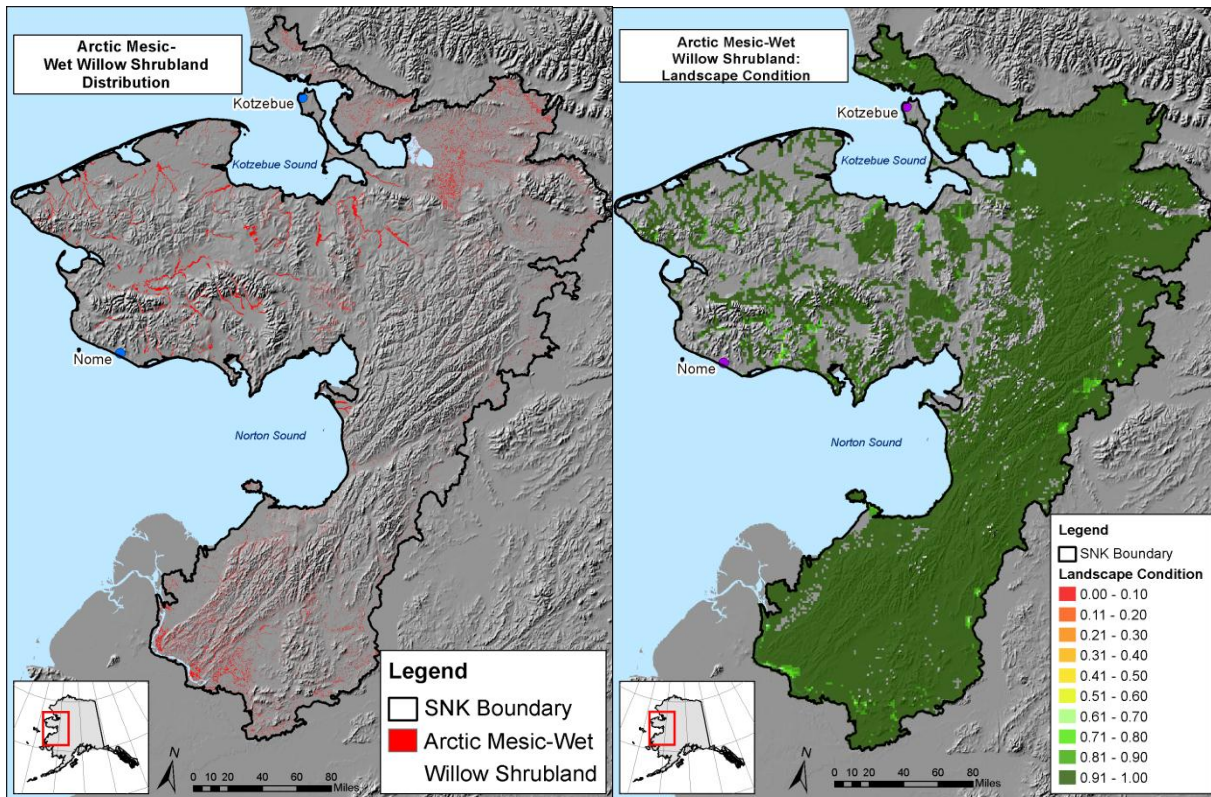 Arctic Mesic-
Wet Willow Shrubland
Distribution
Kotzebue
Kotzebue Sound
Nome
Norton Sound
Legend
SNK Boundary
Arctic Mesic-Wet
Willow Shrubland
N
0 10 20 40 60 80
Miles
Arctic Mesic-Wet
Willow Shrubland:
Landscape Condition
Kotzebue
Kotzebue Sound
Nome
Norton Sound
Legend
SNK Boundary
Landscape Condition
0.00 - 0.10
0.11 - 0.20
0.21 - 0.30
0.31 - 0.40
0.41 - 0.50
0.51 - 0.60
0.61 - 0.70
0.71 - 0.80
0.81 - 0.90
0.91 - 1.00
N
0 10 20 40 60 80
Miles